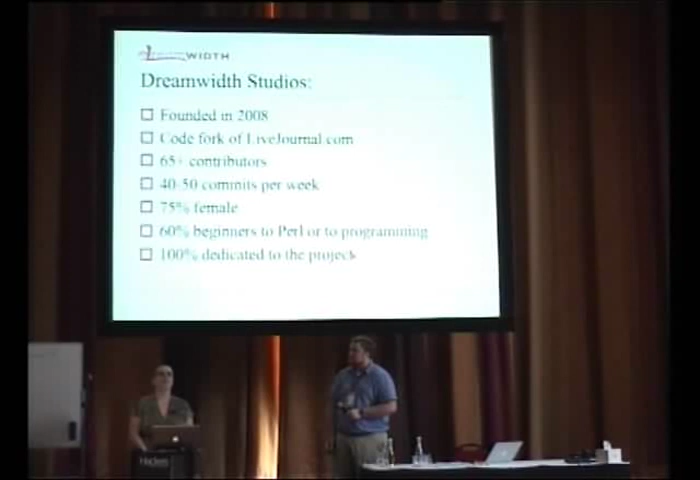 WIDTH
Dreamwidth Studios:
Founded in 2008
Code fork of LiveJournal.com
65+ contributors
40-50 commits per week
75% female
60% beginners to Perl or to programming
100% dedicated to the project